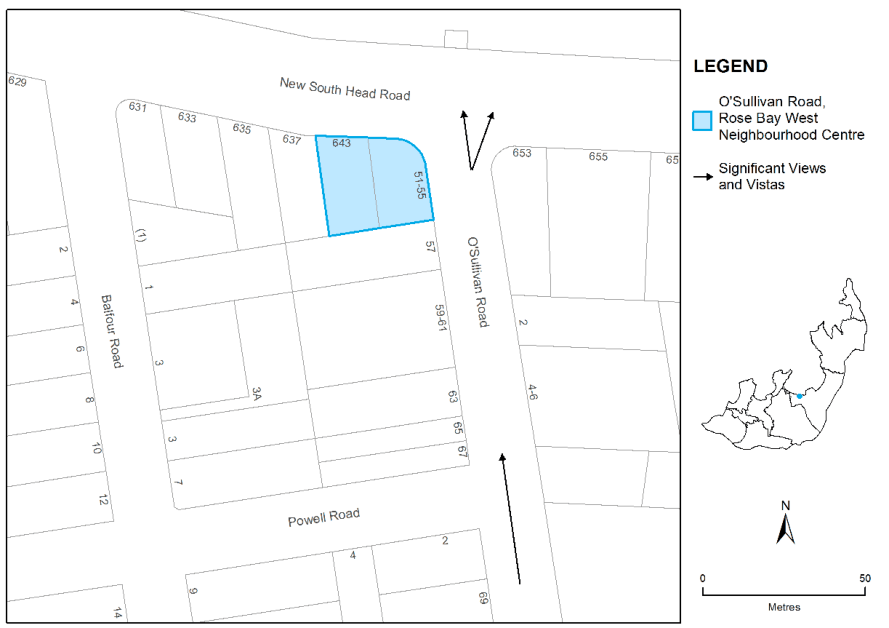 629
New South Head Road
631
633
635
637
643
51-55
653
655
65
LEGEND
O'Sullivan Road,
Rose Bay West
Neighbourhood Centre
Significant Views
and Vistas
(1)
2
57
O'Sullivan Road
1
4
Balfour Road
59-61
2
6
3
8
3A
63
4-6
10
3
65
67
12
7
Powell Road
2
4
9
69
14
N
0
50
Metres